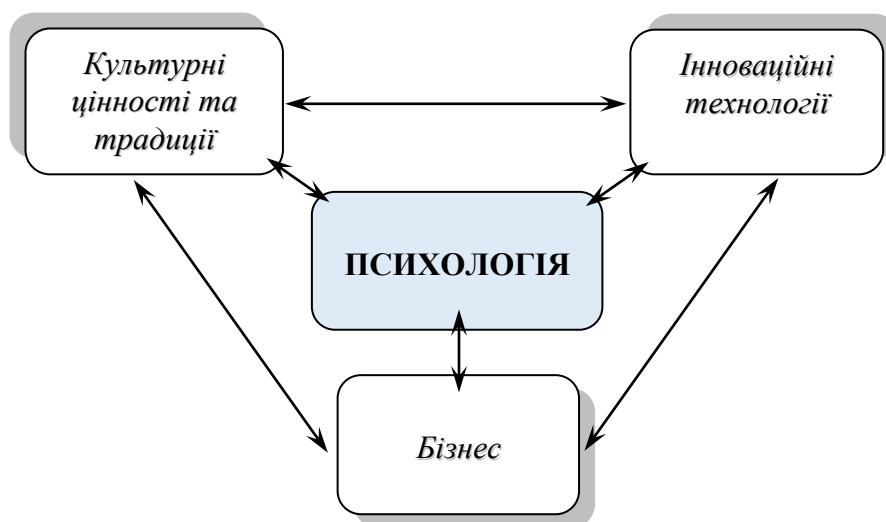 Культурні
цінності та
традиції
Інноваційні
технології
ПСИХОЛОГІЯ
Бізнес